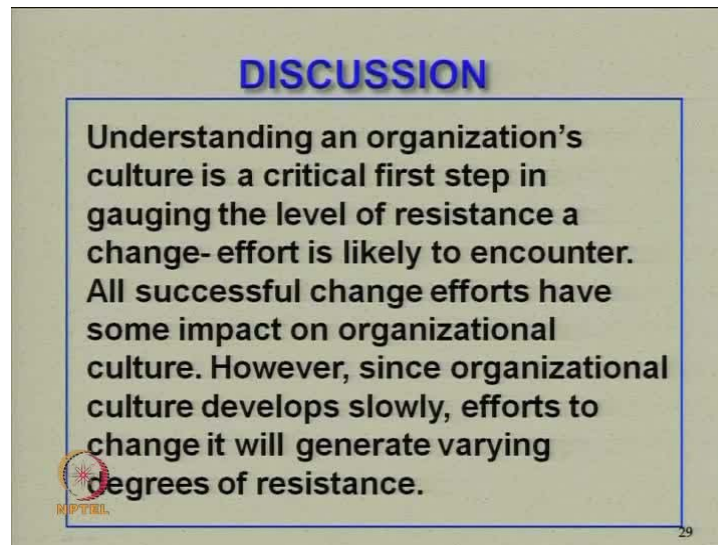 DISCUSSION
Understanding an organization's
culture is a critical first step in
gauging the level of resistance a
change- effort is likely to encounter.
All successful change efforts have
some impact on organizational
culture. However, since organizational
culture develops slowly, efforts to
change it will generate varying
degrees of resistance.
NPTEL
29